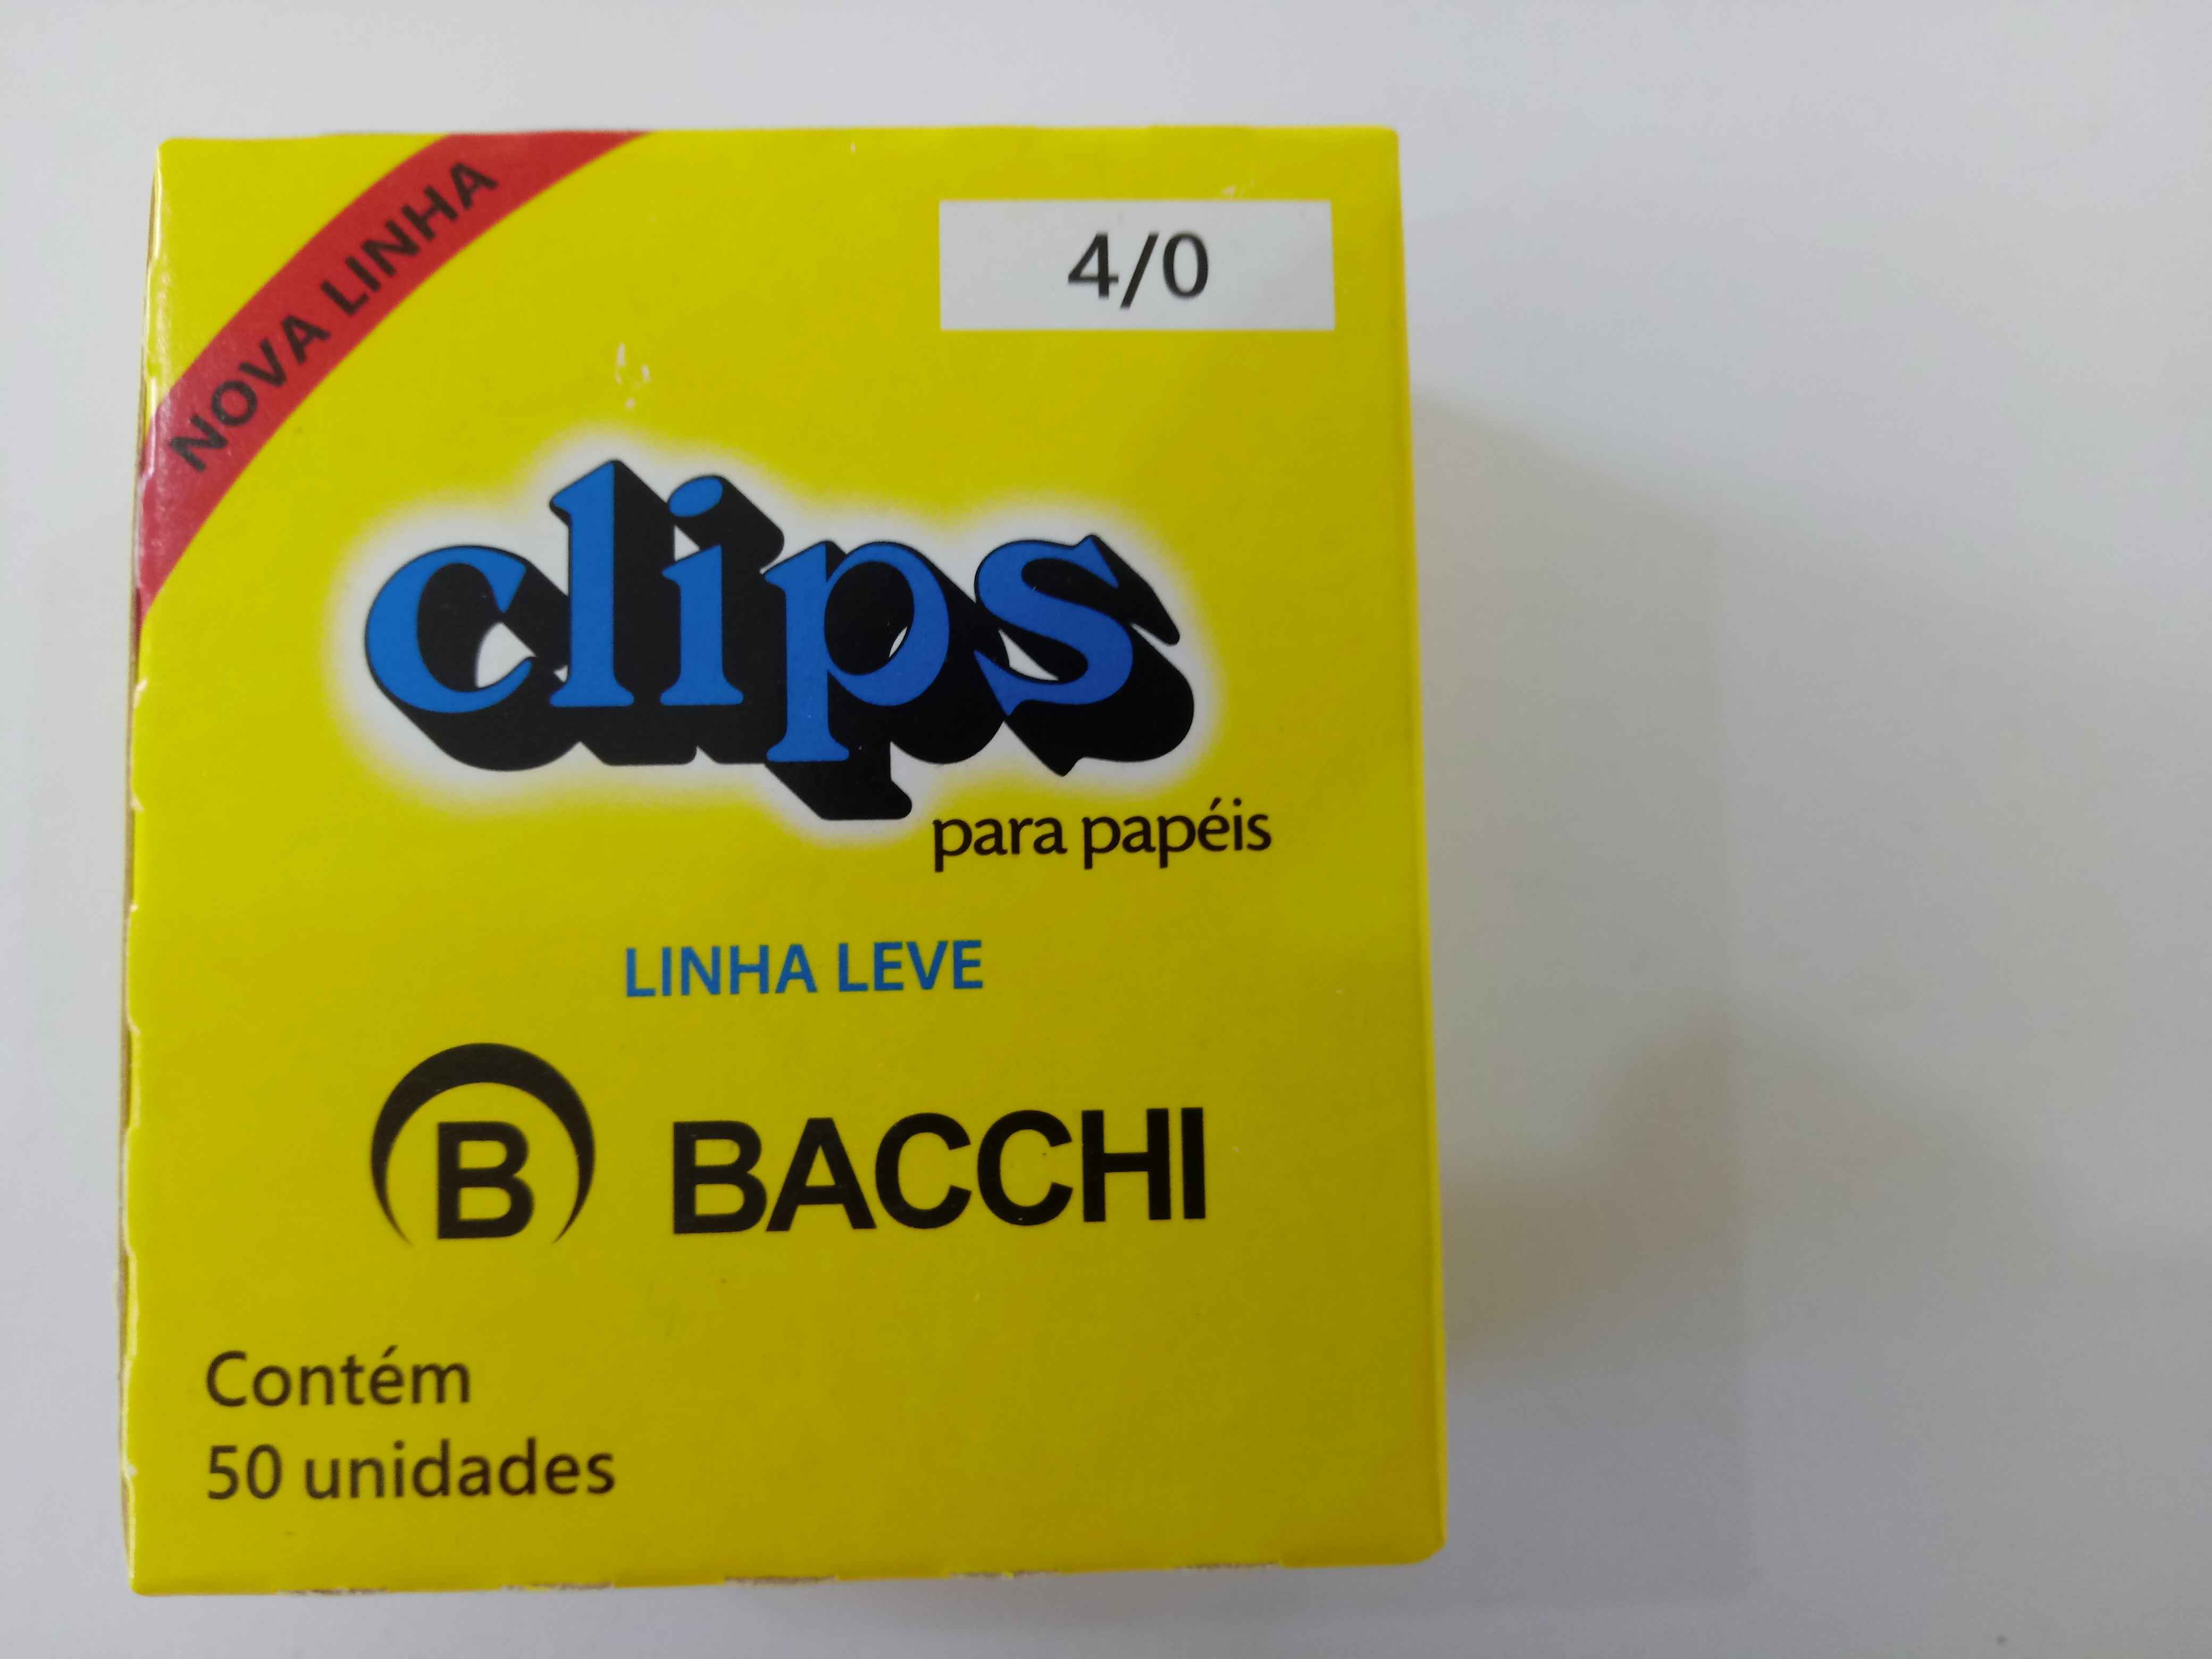 NOVA LINHA
4/0
clips
para papéis
LINHA LEVE
B BACCHI
Contém
50 unidades